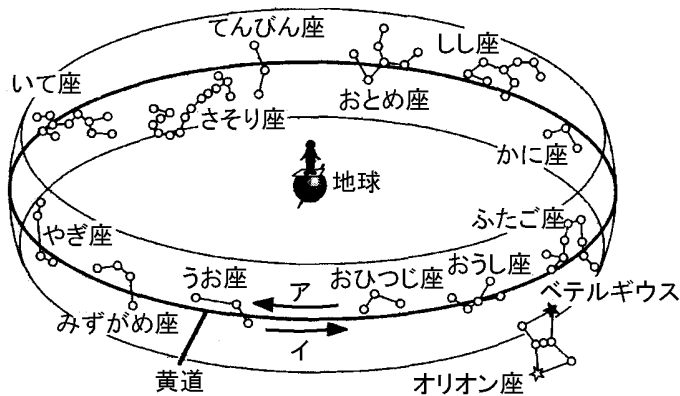 てんびん座
しし座
いて座
おとめ座
さそり座
かに座
地球
ふたご座
やぎ座
うお座
ア
おひつじ座
おうし座
ベテルギウス
みずがめ座
イ
黄道
オリオン座